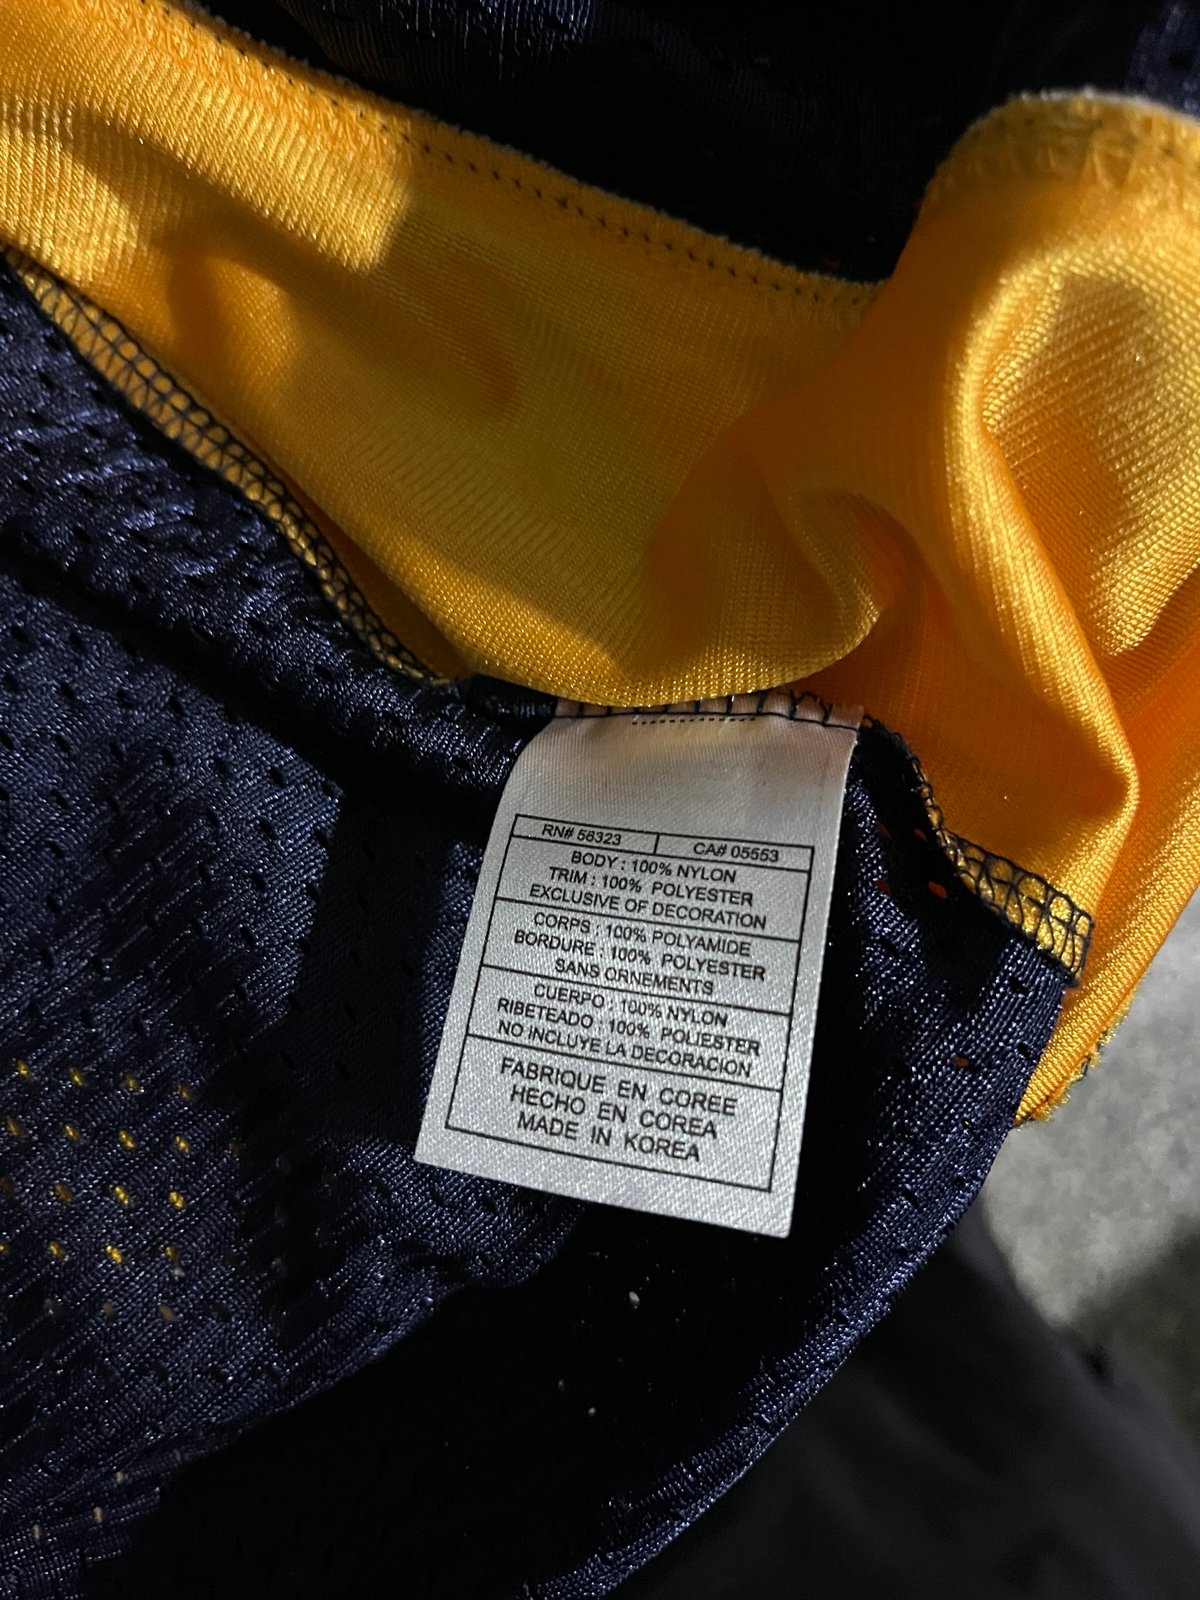 RN# 56323 CA# 05553
BODY : 100% NYLON
TRIM : 100% POLYESTER
EXCLUSIVE OF DECORATION
CORPS : 100% POLYAMIDE
BORDURE : 100% POLYESTER
SANS ORNEMENTS
CUERPO : 100% NYLON
RIBETEADO : 100% POLIESTER
NO INCLUYE LA DECORACION
FABRIQUE EN COREE
HECHO EN COREA
MADE IN KOREA